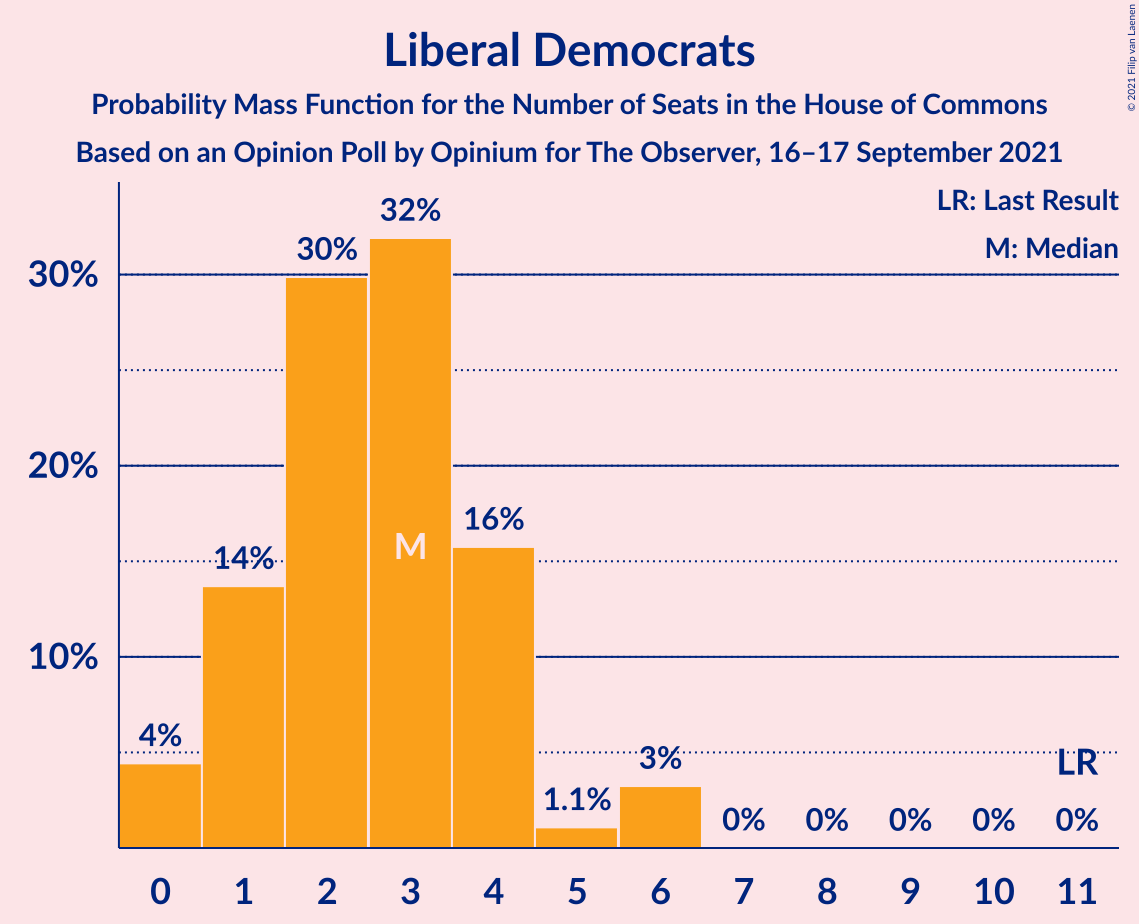 © 2021 Filip van Laenen
Liberal Democrats
Probability Mass Function for the Number of Seats in the House of Commons
Based on an Opinion Poll by Opinium for The Observer, 16–17 September 2021
LR: Last Result
M: Median
30%
20%
10%
4%
14%
30%
32%
M
16%
1.1%
3%
0%
0%
0%
0%
0%
LR
0 1 2 3 4 5 6 7 8 9 10 11